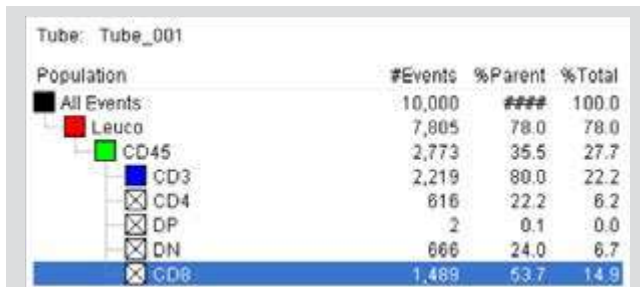 Tube: Tube_001
Population #Events %Parent %Total
All Events 10,000 #### 100.0
Leuco 7,805 78.0 78.0
CD45 2,773 35.5 27.7
CD3 2,219 80.0 22.2
CD4 616 22.2 6.2
DP 2 0.1 0.0
DN 666 24.0 6.7
CD8 1,489 53.7 14.9